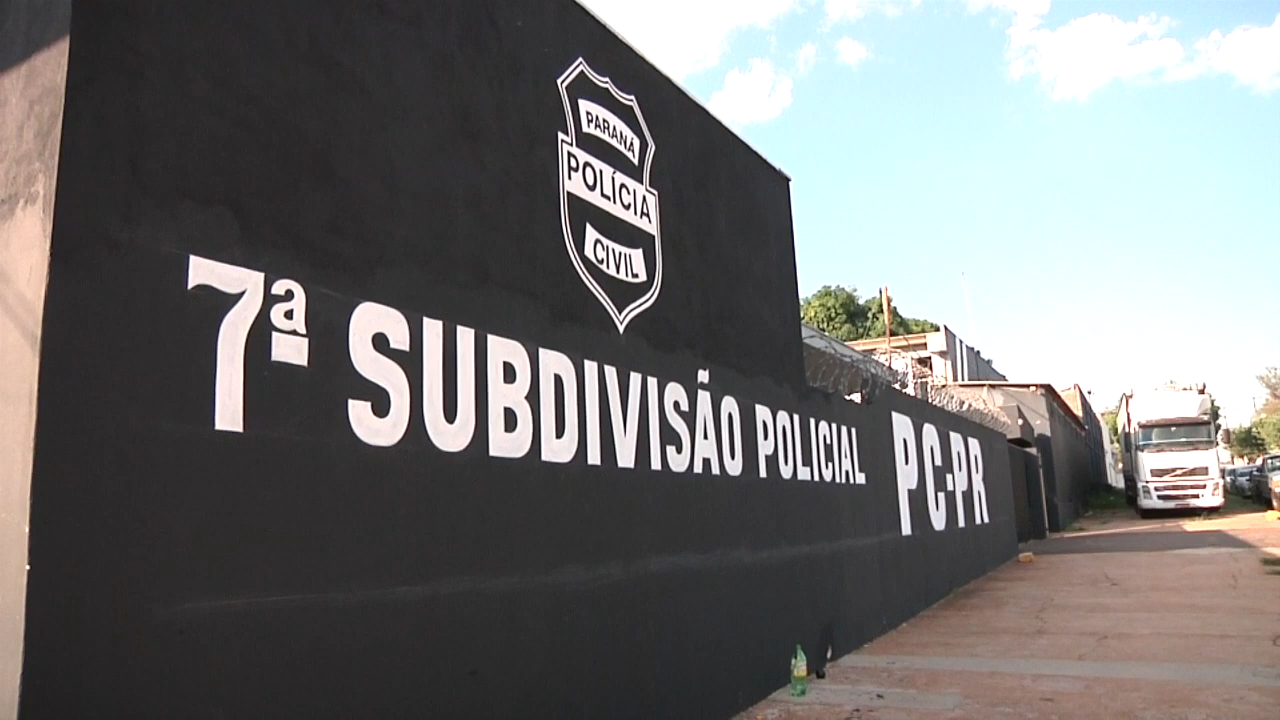 PARANÁ
POLÍCIA
CIVIL
7ª SUBDIVISÃO POLICIAL
PC-PR